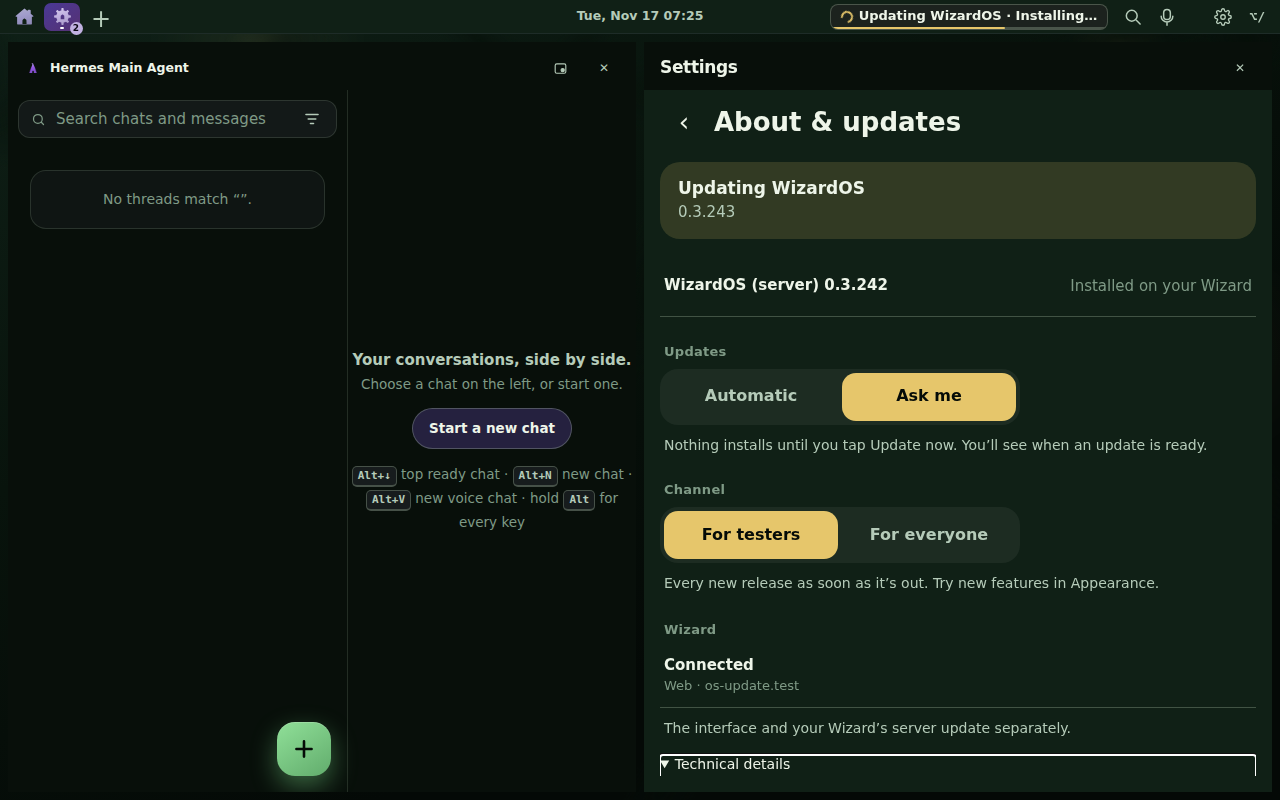 2
Tue, Nov 17 07:25
Updating WizardOS · Installing…
⌥/
Hermes Main Agent
Search chats and messages
No threads match “”.
Your conversations, side by side.
Choose a chat on the left, or start one.
Start a new chat
Alt+↓ top ready chat · Alt+N new chat ·
Alt+V new voice chat · hold Alt for
every key
Settings
About & updates
Updating WizardOS
0.3.243
WizardOS (server) 0.3.242
Installed on your Wizard
Updates
Automatic
Ask me
Nothing installs until you tap Update now. You’ll see when an update is ready.
Channel
For testers
For everyone
Every new release as soon as it’s out. Try new features in Appearance.
Wizard
Connected
Web · os-update.test
The interface and your Wizard’s server update separately.
▼ Technical details